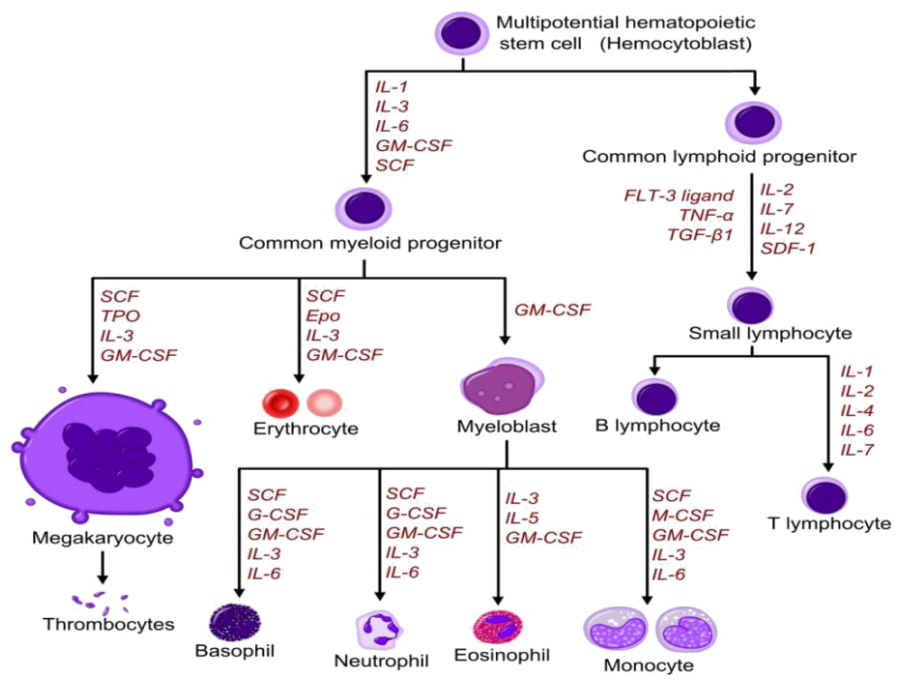 Multipotential hematopoietic
stem cell (Hemocytoblast)
IL-1
IL-3
IL-6
GM-CSF
SCF
Common myeloid progenitor
Common lymphoid progenitor
FLT-3 ligand
TNF-α
TGF-β1
IL-2
IL-7
IL-12
SDF-1
Small lymphocyte
SCF
TPO
IL-3
GM-CSF
SCF
Epo
IL-3
GM-CSF
GM-CSF
Megakaryocyte
Erythrocyte
Myeloblast
B lymphocyte
IL-1
IL-2
IL-4
IL-6
IL-7
T lymphocyte
Thrombocytes
SCF
G-CSF
GM-CSF
IL-3
IL-6
SCF
G-CSF
GM-CSF
IL-3
IL-6
IL-3
IL-5
GM-CSF
SCF
M-CSF
GM-CSF
IL-3
IL-6
Basophil
Neutrophil
Eosinophil
Monocyte